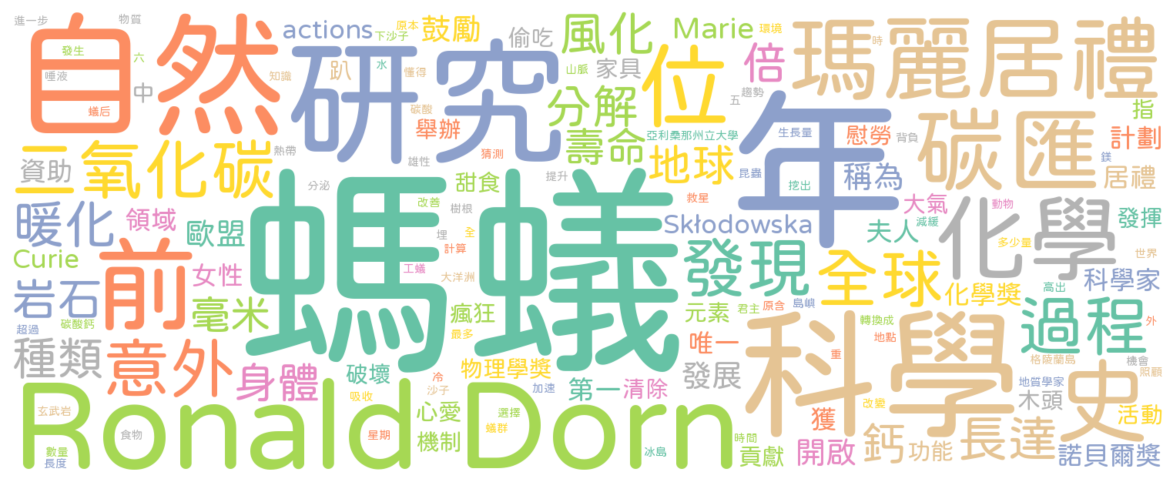 進一步
物質
自然
發生
六
唾液
蟻后
中
actions
原本
下沙子
鼓勵
偷吃
風化
Marie
環境
時
瑪麗居禮
研究
知識
趴
水
懂得
山脈
家具
位
倍
趨勢
五
分解
碳酸
舉辦
亞利桑那州立大學
生長量
慰勞
背負
碳匯
指
計劃
鎂
二氧化碳
資助
熱帶
雄性
猜測
壽命
地球
昆蟲
年
稱為
居禮
分泌
甜食
提升
挖出
救星
大氣
動物
暖化
領域
歐盟
改善
樹根
埋
全
計算
螞蟻
Skłodowska
夫人
減緩
化學
發揮
多少量
世界
Curie
前
女性
工蟻
大洋洲
發現
全球
科學家
岩石
毫米
瘋狂
元素
君主
原含
島嶼
化學獎
高出
超過
碳酸鈣
最多
轉換成
地點
過程
外
種類
意外
身體
破壞
冷
沙子
物理學獎
唯一
發展
科學
重
格陵蘭島
機會
照顧
Ronald Dorn
吸收
加速
第一
清除
地質學家
木頭
史
玄武岩
心愛
選擇
改變
獲
活動
食物
星期
機制
蟻群
時間
貢獻
開啟
鈣
功能
長達
諾貝爾獎
數量
長度
冰島